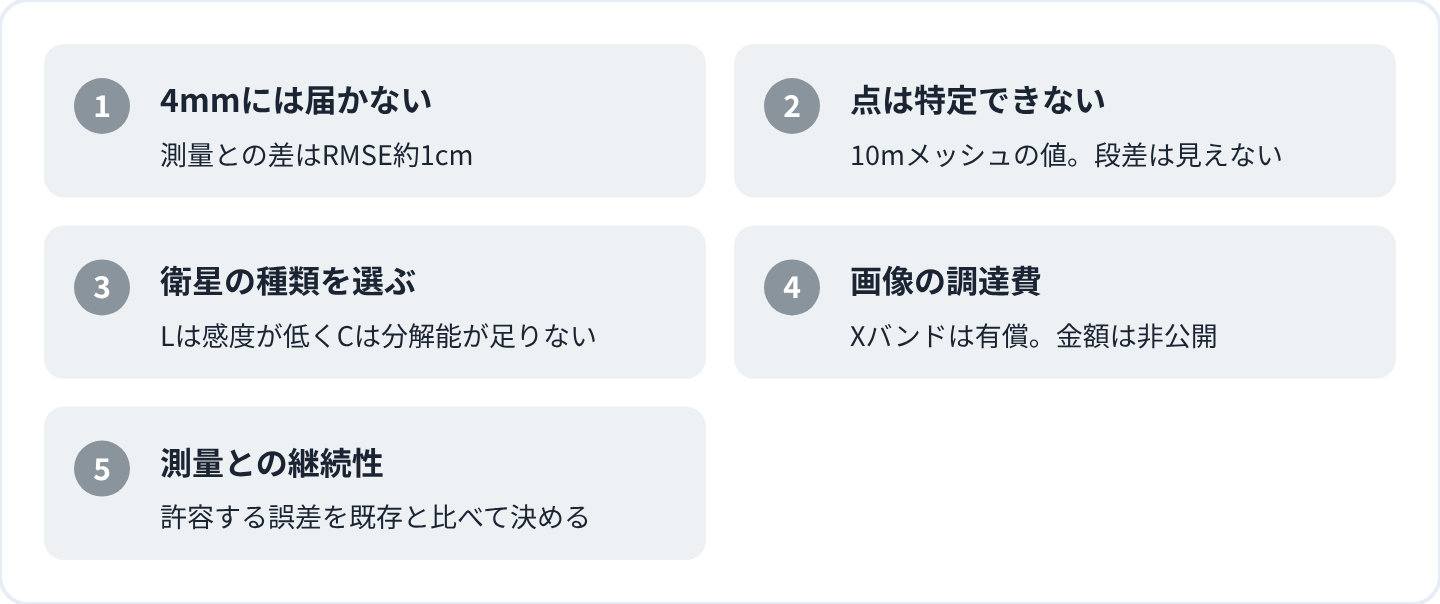 1
4mmには届かない
測量との差はRMSE約1cm
2
点は特定できない
10mメッシュの値。段差は見えない
3
衛星の種類を選ぶ
Lは感度が低くCは分解能が足りない
4
画像の調達費
Xバンドは有償。金額は非公開
5
測量との継続性
許容する誤差を既存と比べて決める